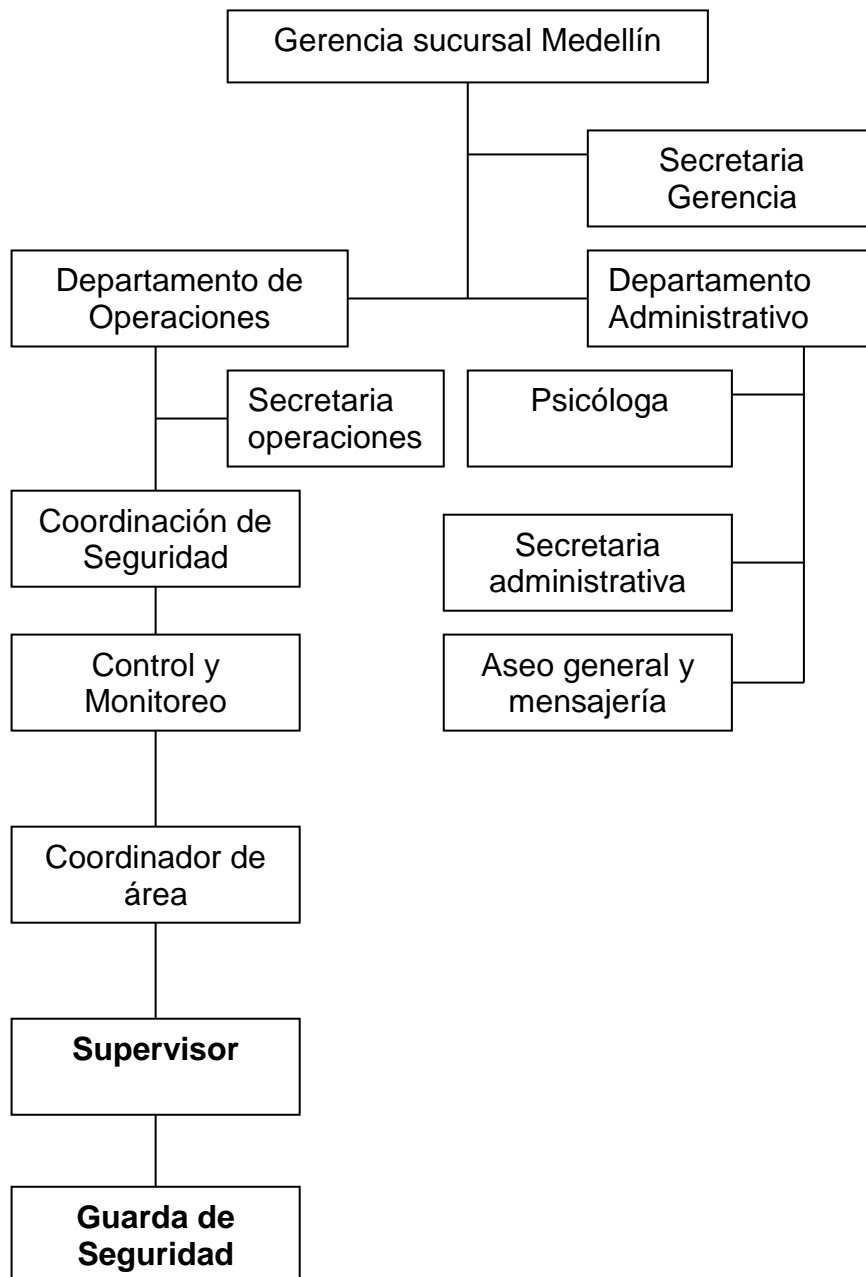 Gerencia sucursal Medellín
Secretaria
Gerencia
Departamento de
Operaciones
Departamento
Administrativo
Secretaria
operaciones
Psicóloga
Coordinación de
Seguridad
Secretaria
administrativa
Control y
Monitoreo
Aseo general y
mensajería
Coordinador de
área
Supervisor
Guarda de
Seguridad